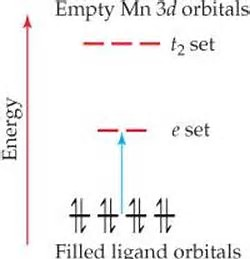 Empty Mn 3d orbitals
t₂ set
Energy
e set
Filled ligand orbitals